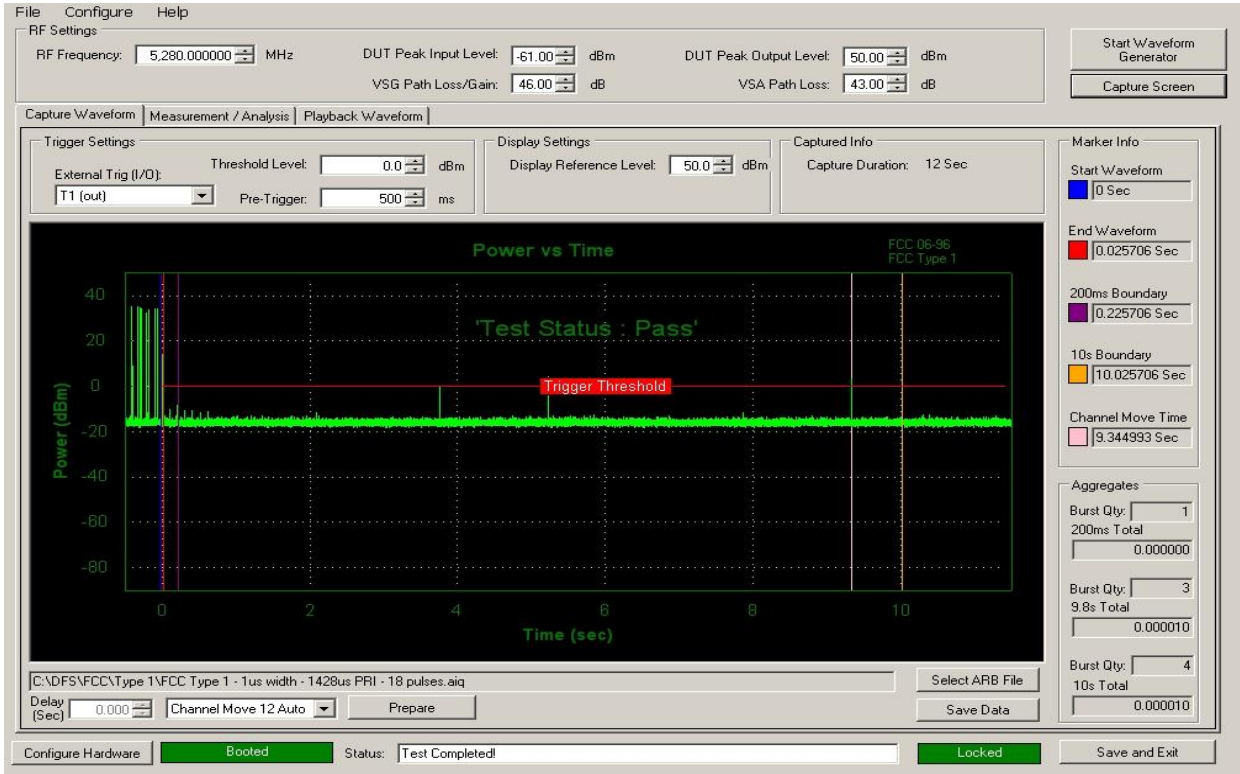 File Configure Help
RF Settings
RF Frequency: 5,280.000000 MHz
DUT Peak Input Level: -61.00 dBm
DUT Peak Output Level: 50.00 dBm
VSG Path Loss/Gain: 46.00 dB
VSA Path Loss: 43.00 dB
Start Waveform
Generator
Capture Screen
Capture Waveform Measurement / Analysis Playback Waveform
Trigger Settings
External Trig (I/O):
T1 (out)
Threshold Level: 0.0 dBm
Pre-Trigger: 500 ms
Display Settings
Display Reference Level: 50.0 dBm
Captured Info
Capture Duration: 12 Sec
Power vs Time
FCC 06-96
FCC Type 1
'Test Status : Pass'
Trigger Threshold
Power (dBm)
40
20
0
-20
-40
-60
-80
0 2 4 6 8 10
Time (sec)
Marker Info
Start Waveform
0 Sec
End Waveform
0.025706 Sec
200ms Boundary
0.225706 Sec
10s Boundary
10.025706 Sec
Channel Move Time
9.344993 Sec
Aggregates
Burst Qty: 1
200ms Total
0.000000
Burst Qty: 3
9.8s Total
0.000010
Burst Qty: 4
10s Total
0.000010
C:\DFS\FCC\Type 1\FCC Type 1 - 1us width - 1428us PRI - 18 pulses.aiq
Select ARB File
Delay
(Sec) 0.000 Channel Move 12 Auto Prepare
Save Data
Configure Hardware Booted Status: Test Completed! Locked Save and Exit